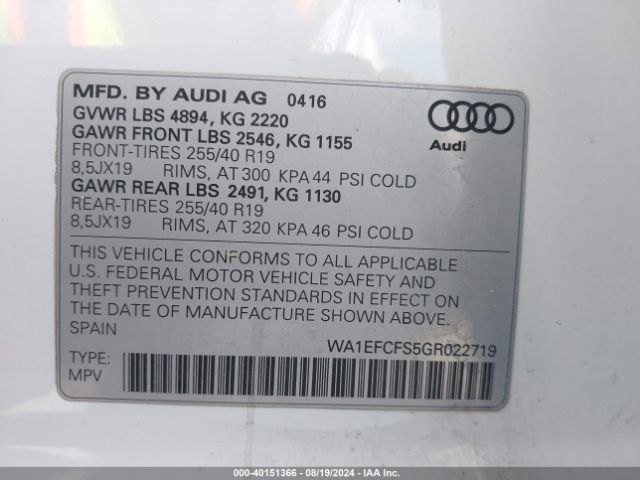 MFD. BY AUDI AG 0416
GVWR LBS 4894, KG 2220
GAWR FRONT LBS 2546, KG 1155
FRONT-TIRES 255/40 R19
8,5JX19 RIMS, AT 300 KPA 44 PSI COLD
GAWR REAR LBS 2491, KG 1130
REAR-TIRES 255/40 R19
8,5JX19 RIMS, AT 320 KPA 46 PSI COLD
Audi
THIS VEHICLE CONFORMS TO ALL APPLICABLE
U.S. FEDERAL MOTOR VEHICLE SAFETY AND
THEFT PREVENTION STANDARDS IN EFFECT ON
THE DATE OF MANUFACTURE SHOWN ABOVE.
SPAIN
WA1EFCFS5GR022719
TYPE:
MPV
000-40151366 - 08/19/2024 - IAAI.com